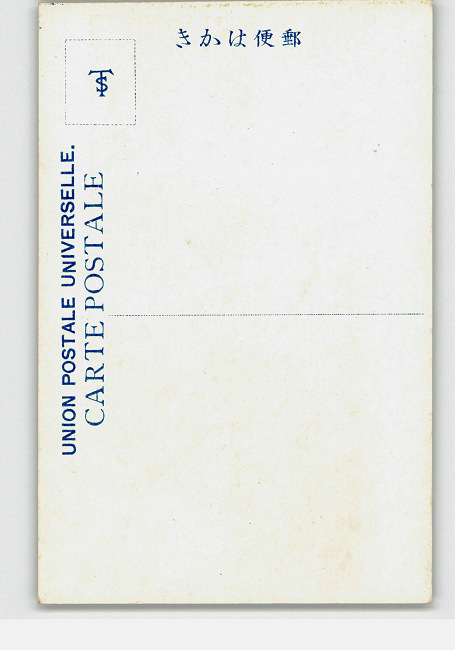 きかは便郵
UNION POSTALE UNIVERSELLE.
CARTE POSTALE